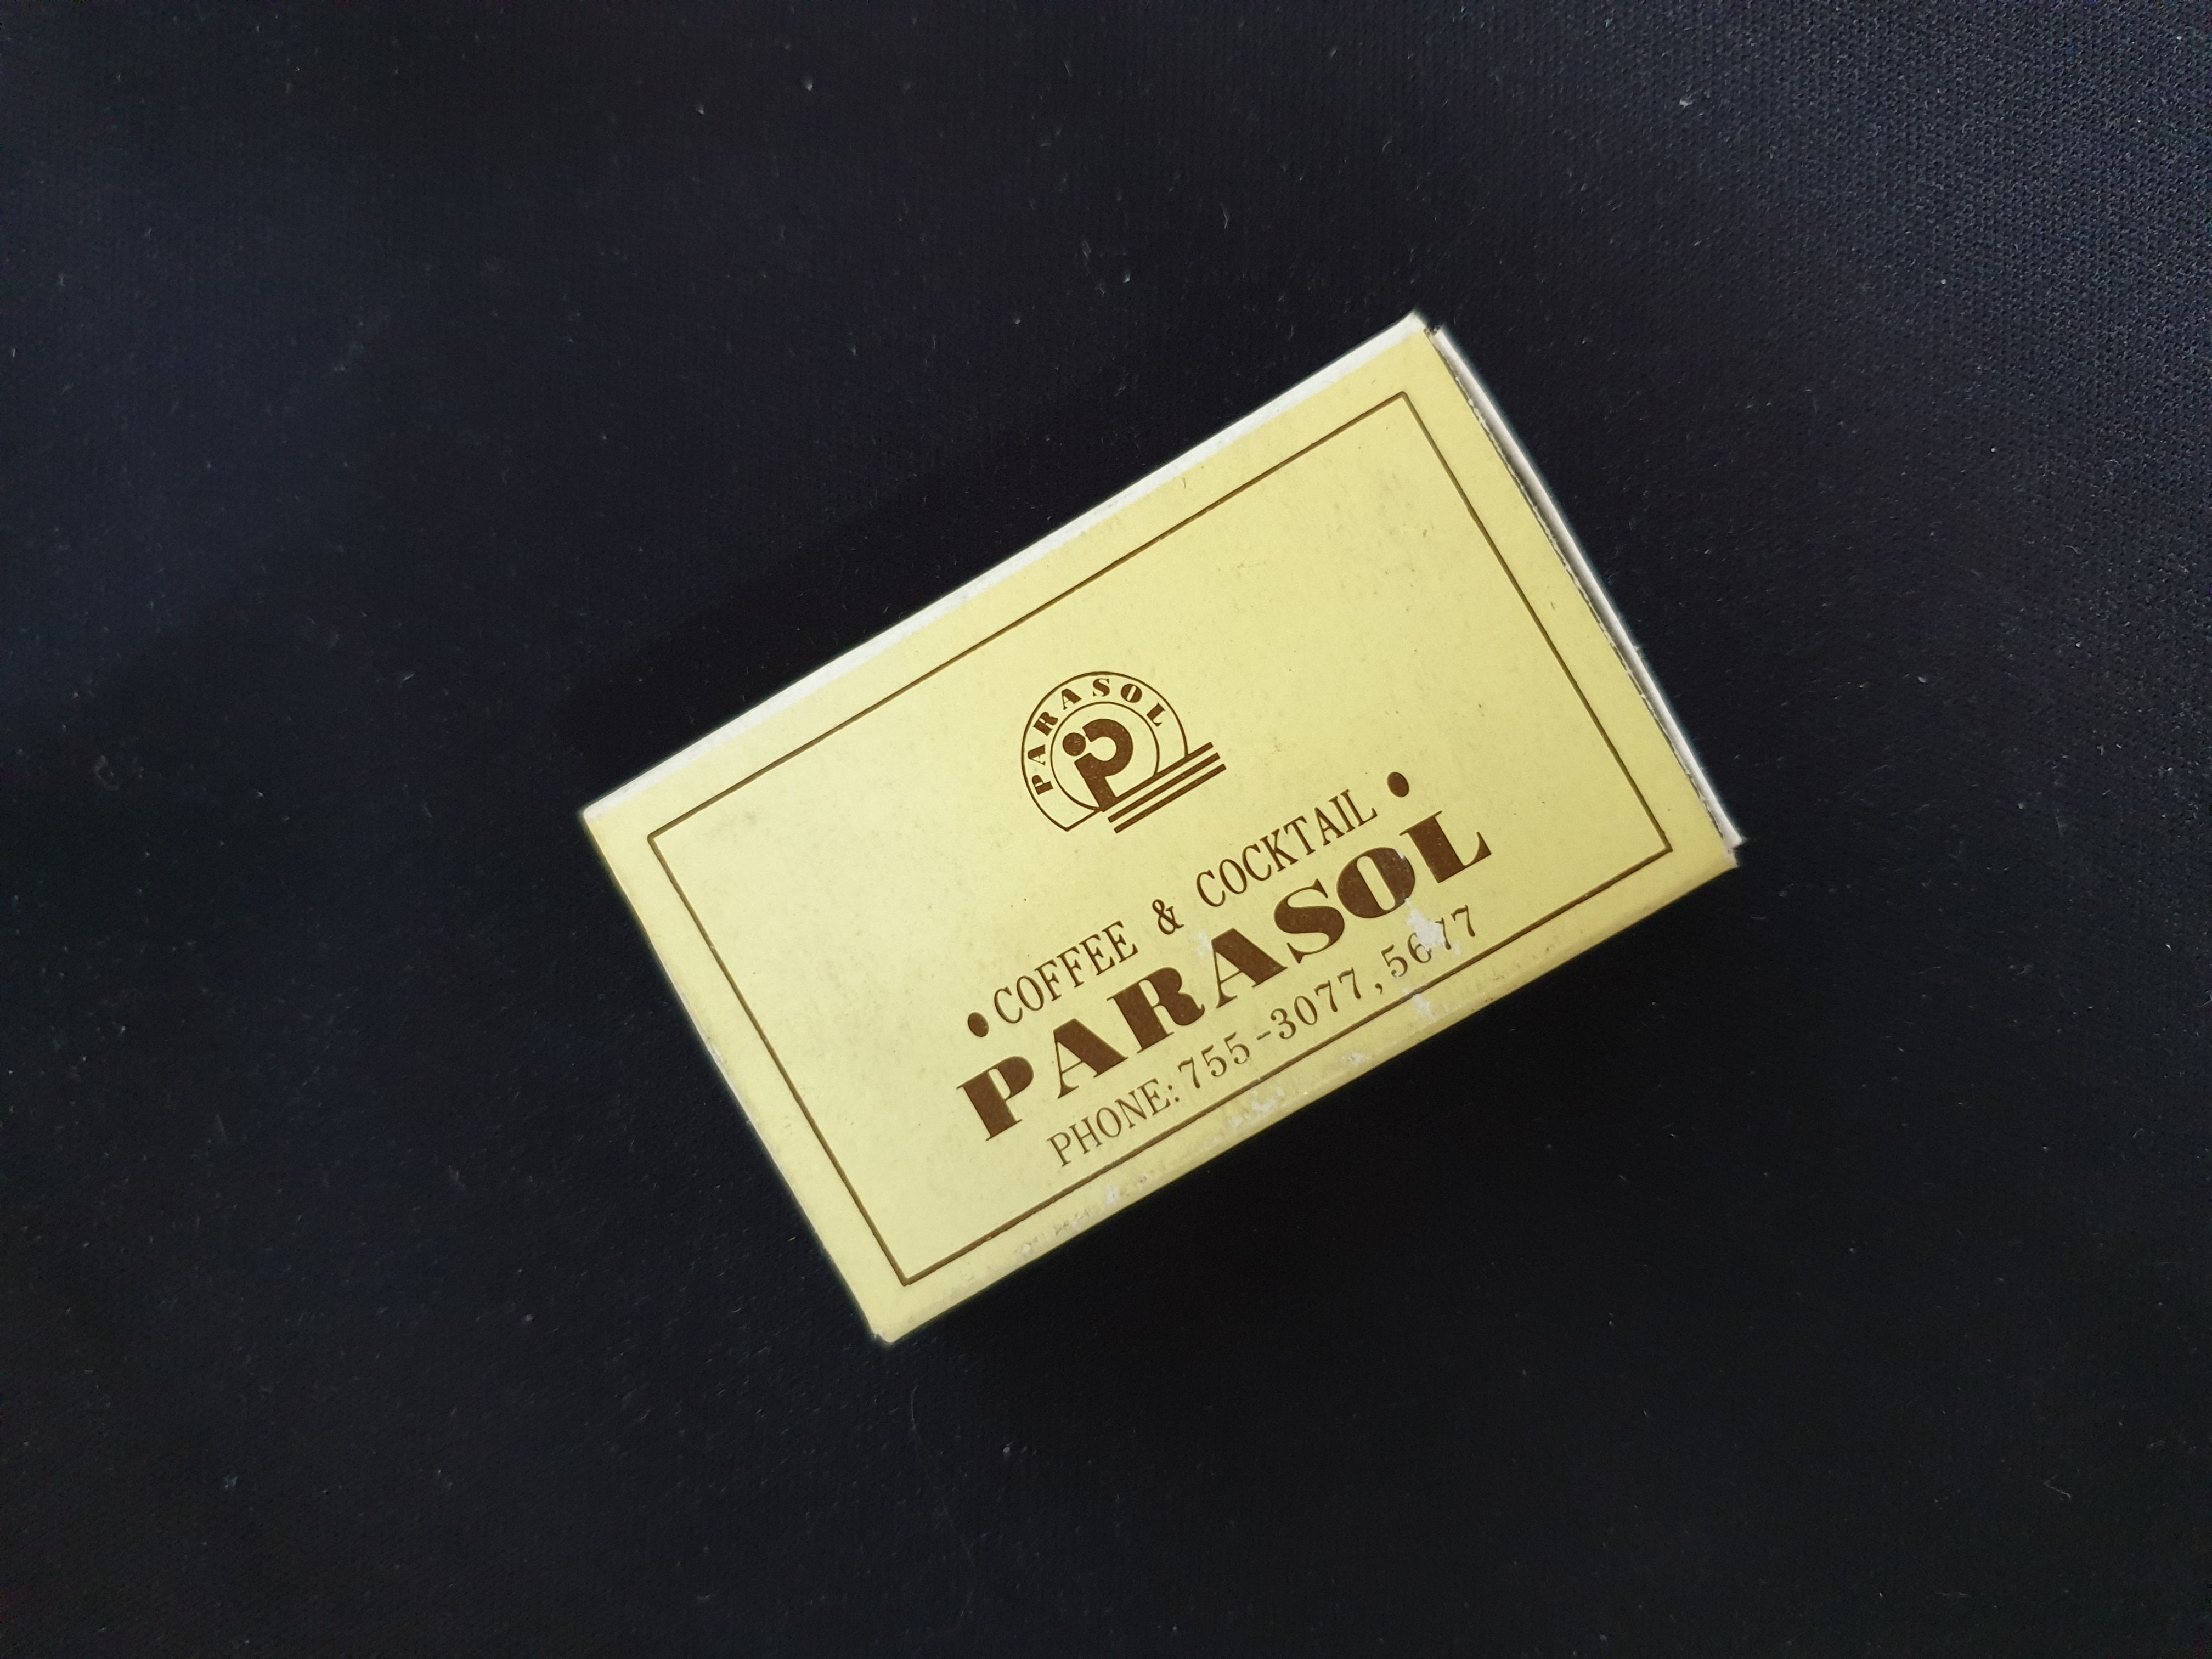 PARASOL
• COFFEE & COCKTAIL •
PARASOL
PHONE: 755-3077, 5677